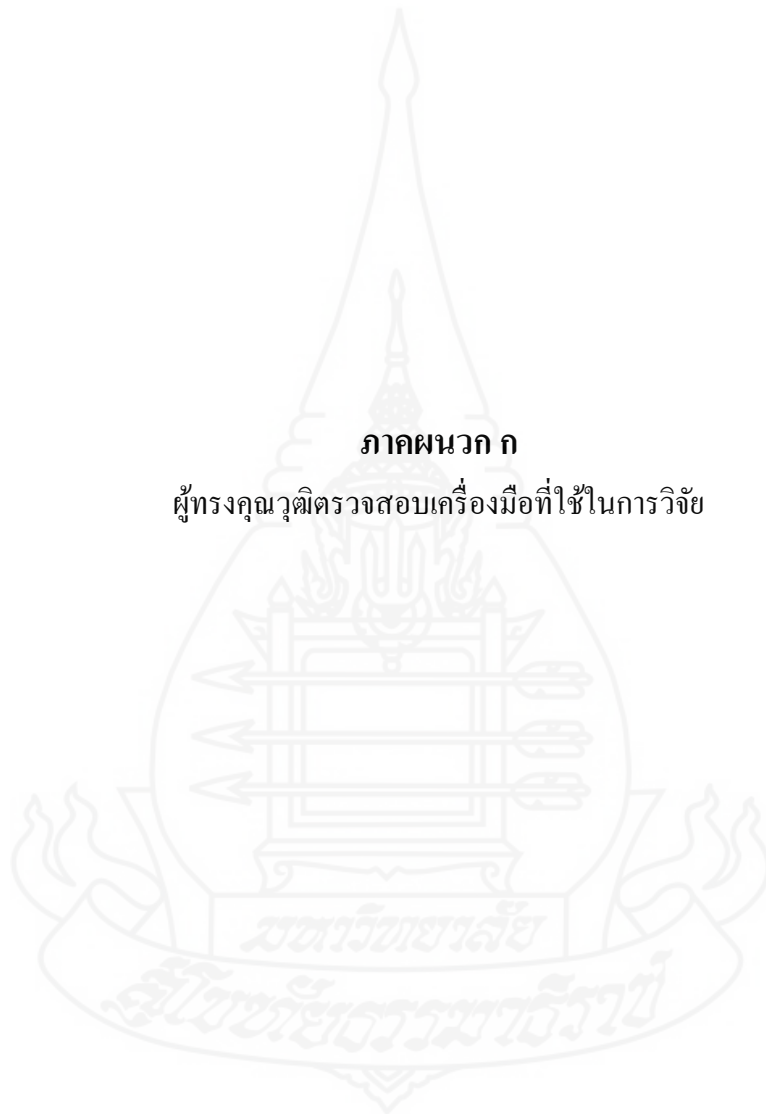 ภาคผนวก ก
ผู้ทรงคุณวุฒิตรวจสอบเครื่องมือที่ใช้ในการวิจัย
มหาวิทยาลัย
สุโขทัยธรรมาธิราช